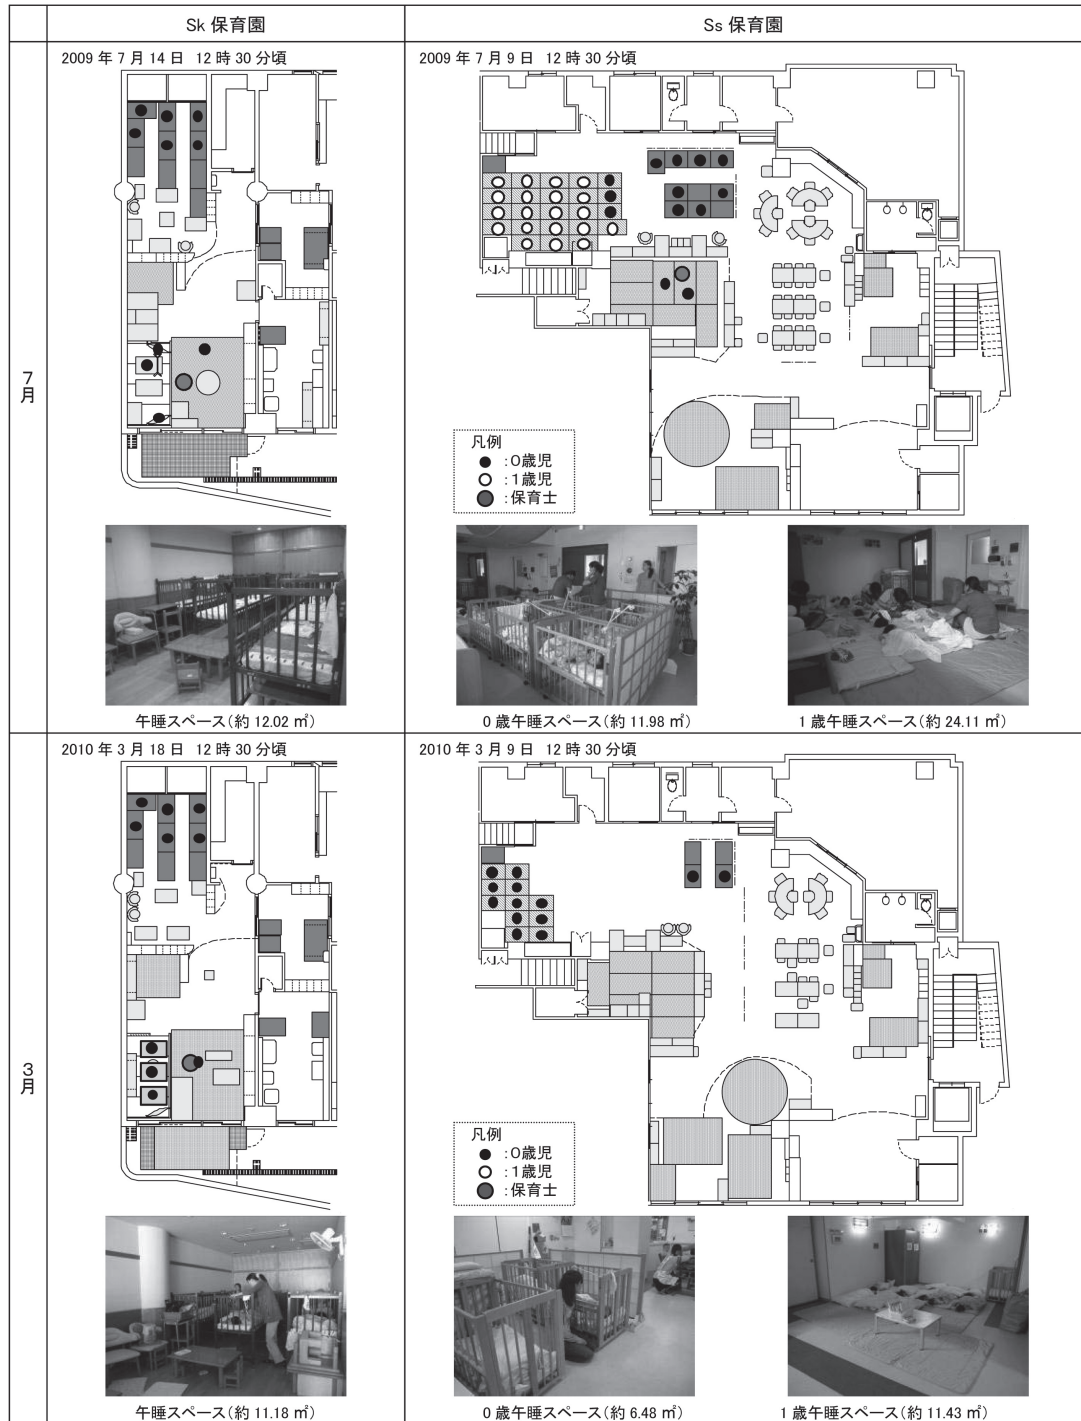 Sk 保育園
Ss 保育園
7月
2009 年 7 月 14 日 12 時 30 分頃
2009 年 7 月 9 日 12 時 30 分頃
凡例
:0歳児
:1歳児
:保育士
午睡スペース(約 12.02 ㎡)
0 歳午睡スペース(約 11.98 ㎡)
1 歳午睡スペース(約 24.11 ㎡)
3月
2010 年 3 月 18 日 12 時 30 分頃
2010 年 3 月 9 日 12 時 30 分頃
凡例
:0歳児
:1歳児
:保育士
午睡スペース(約 11.18 ㎡)
0 歳午睡スペース(約 6.48 ㎡)
1 歳午睡スペース(約 11.43 ㎡)